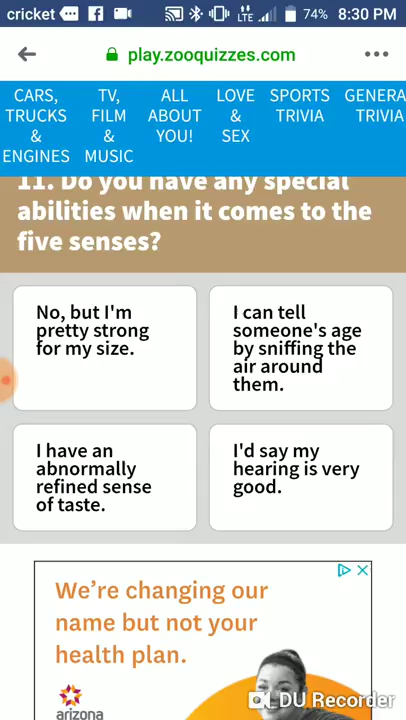 cricket LTE 74% 8:30 PM
play.zooquizzes.com
CARS, TRUCKS & ENGINES
TV, FILM & MUSIC
ALL ABOUT YOU!
LOVE & SEX
SPORTS TRIVIA
GENERA TRIVIA
11. Do you have any special
abilities when it comes to the
five senses?
No, but I'm
pretty strong
for my size.
I can tell
someone's age
by sniffing the
air around
them.
I have an
abnormally
refined sense
of taste.
I'd say my
hearing is very
good.
We're changing our
name but not your
health plan.
arizona
DU Recorder